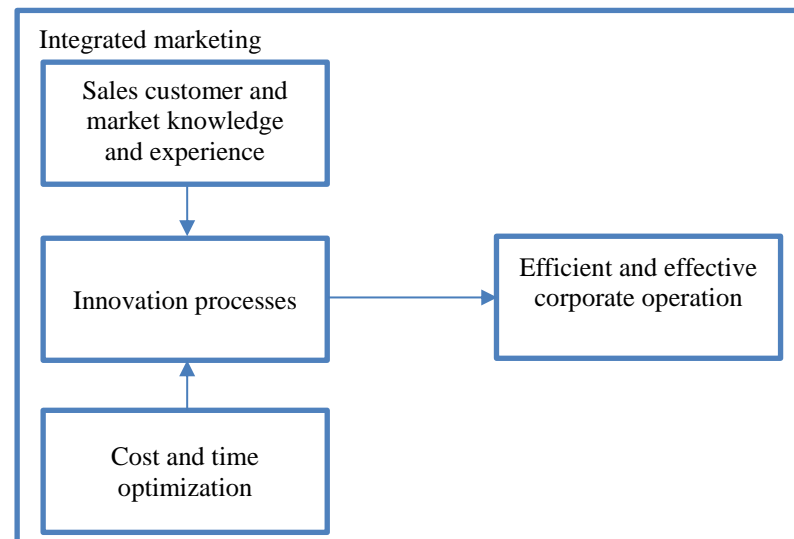 Integrated marketing
Sales customer and
market knowledge
and experience
Innovation processes
Efficient and effective
corporate operation
Cost and time
optimization